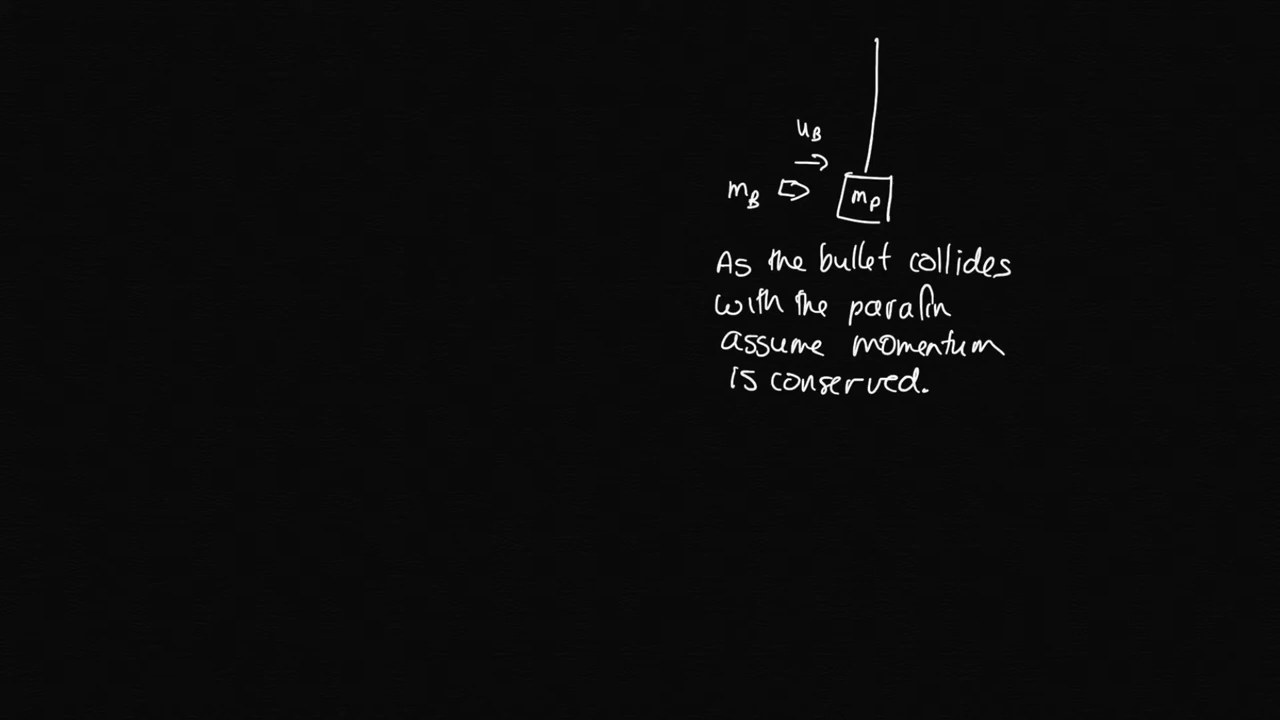 u_B
m_B
m_P
As the bullet collides
with the parafin
assume momentum
is conserved.